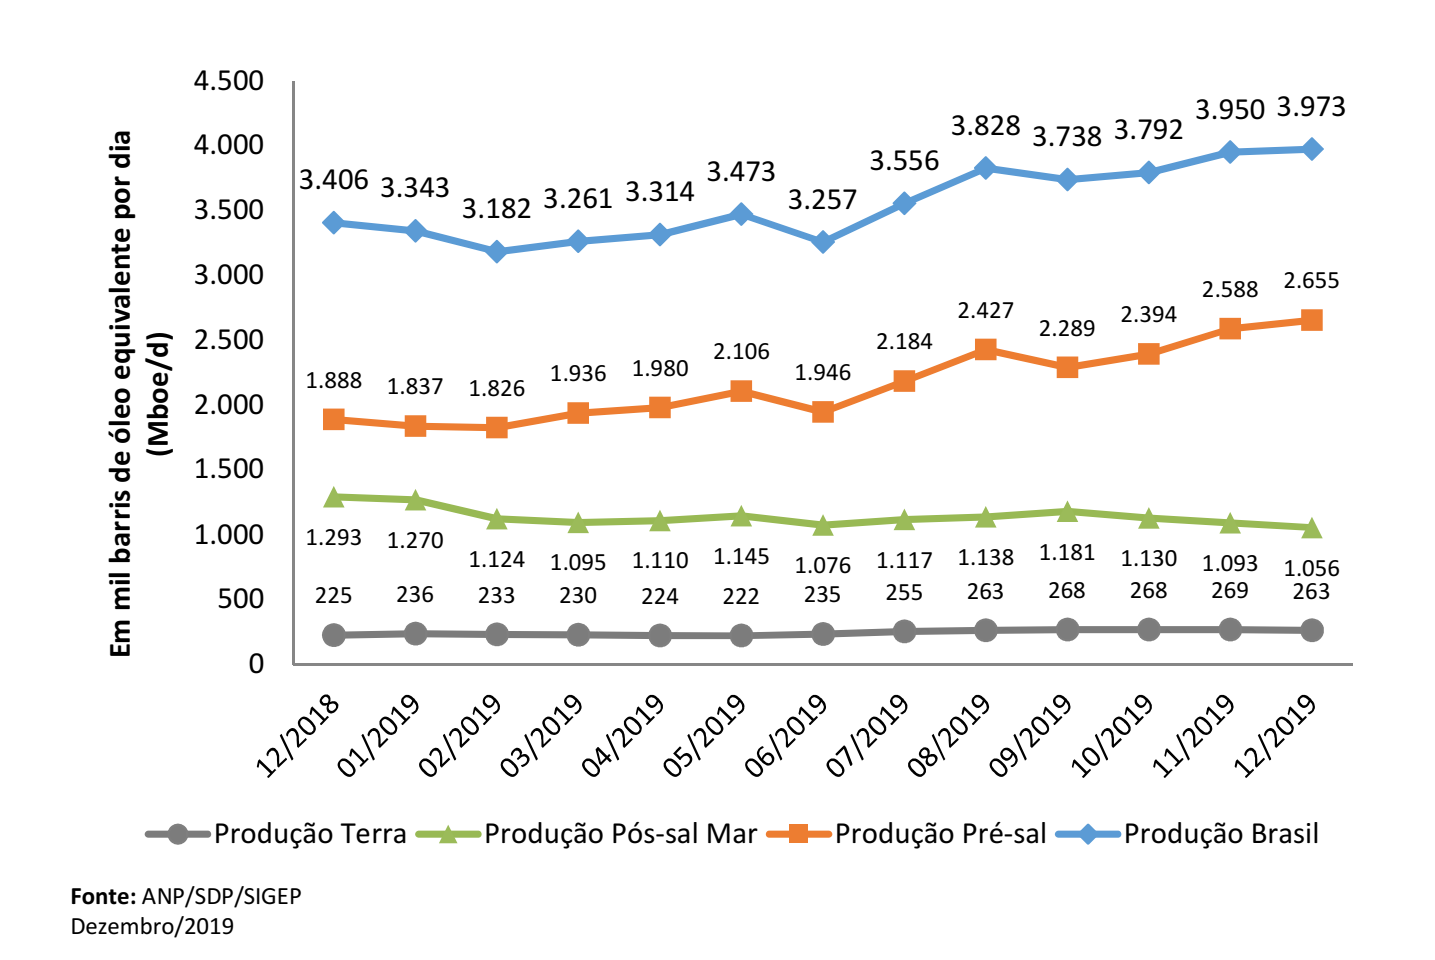 4.500
4.000
3.500
3.000
2.500
2.000
1.500
1.000
500
0
Em mil barris de óleo equivalente por dia
(Mboe/d)
3.406 3.343 3.182 3.261 3.314 3.473 3.257 3.556 3.828 3.738 3.792 3.950 3.973
1.888 1.837 1.826 1.936 1.980 2.106 1.946 2.184 2.427 2.289 2.394 2.588 2.655
1.293 1.270 1.124 1.095 1.110 1.145 1.076 1.117 1.138 1.181 1.130 1.093 1.056
225 236 233 230 224 222 235 255 263 268 268 269 263
12/2018 01/2019 02/2019 03/2019 04/2019 05/2019 06/2019 07/2019 08/2019 09/2019 10/2019 11/2019 12/2019
Produção Terra Produção Pós-sal Mar Produção Pré-sal Produção Brasil
Fonte: ANP/SDP/SIGEP
Dezembro/2019